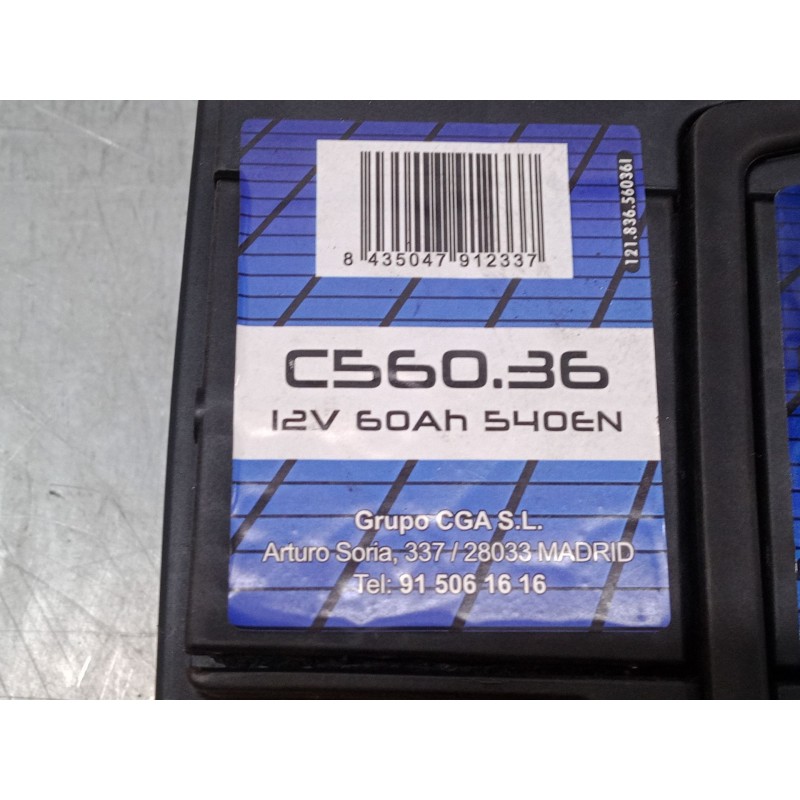 8 435047 912337
121.836.560361
C560.36
12V 60Ah 540EN
Grupo CGA S.L.
Arturo Soria, 337 / 28033 MADRID
Tel: 91 506 16 16